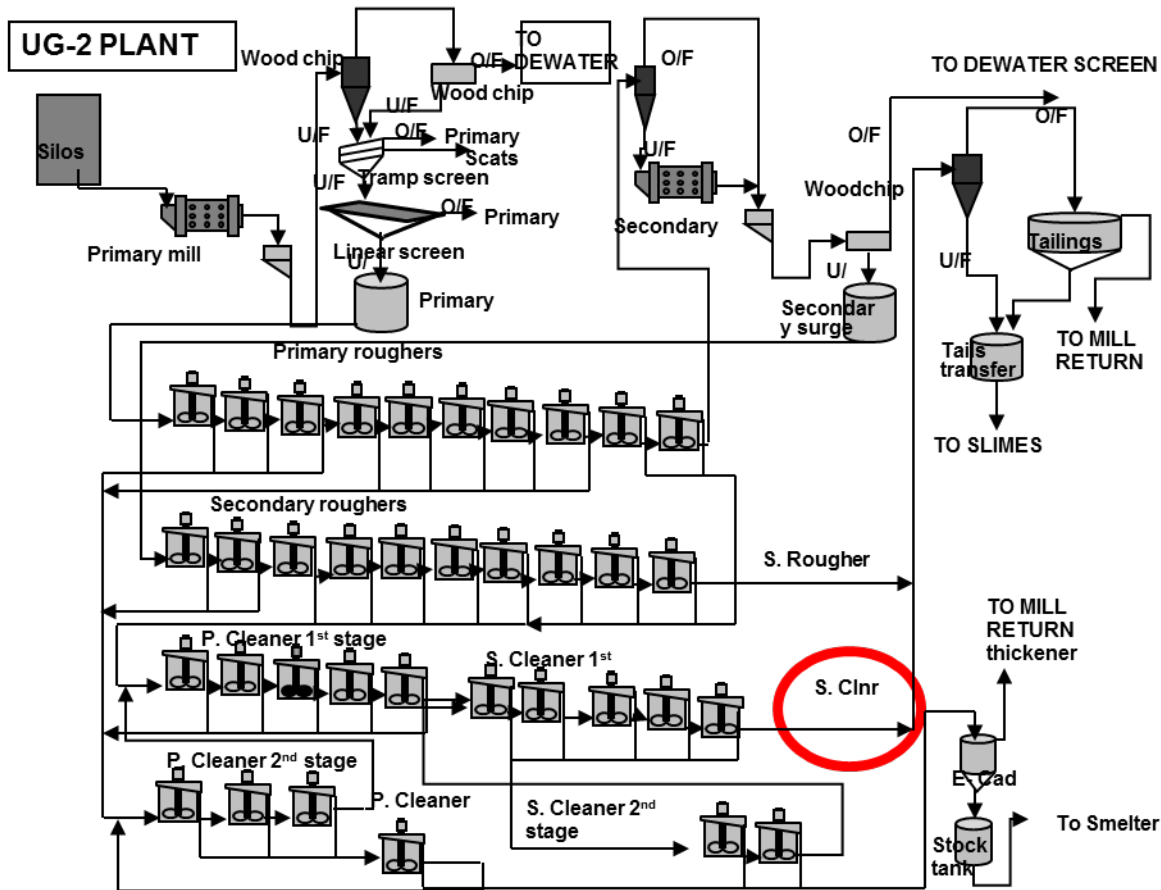 UG-2 PLANT
Wood chip
O/F
TO
DEWATER
Wood chip
U/F
U/F
O/F
Primary
Scats
Tramp screen
U/F
O/F
Primary
Linear screen
U/
Primary
Silos
Primary mill
O/F
U/F
Secondary
Woodchip
O/F
U/
Secondar
y surge
TO DEWATER SCREEN
O/F
U/F
Tailings
Tails
transfer
TO MILL
RETURN
TO SLIMES
Primary roughers
Secondary roughers
S. Rougher
P. Cleaner 1st stage
S. Cleaner 1st
S. Clnr
TO MILL
RETURN
thickener
P. Cleaner 2nd stage
P. Cleaner
S. Cleaner 2nd
stage
E- Cad
Stock
tank
To Smelter